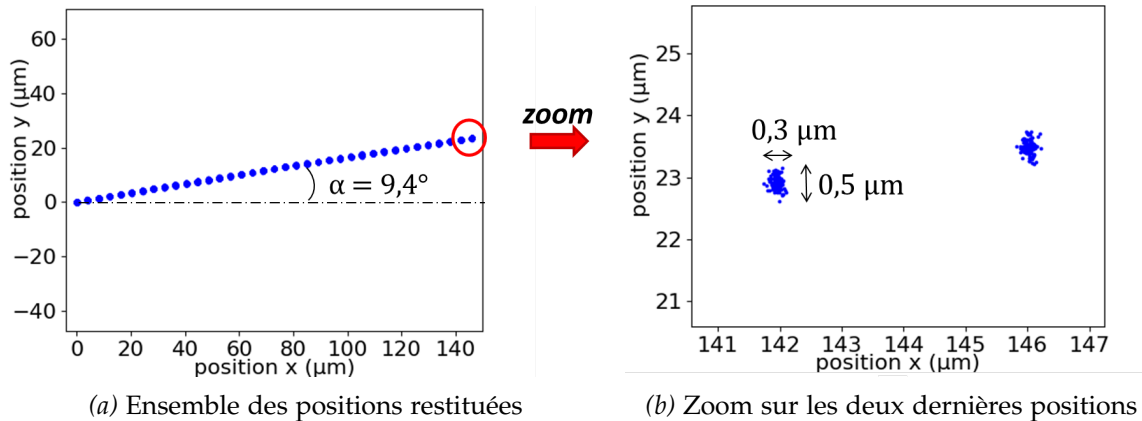 60
40
20
0
−20
−40
position y (µm)
α = 9,4°
0 20 40 60 80 100 120 140
position x (µm)
zoom
25
24
23
22
21
position y (µm)
0,3 µm
0,5 µm
141 142 143 144 145 146 147
position x (µm)
(a) Ensemble des positions restituées
(b) Zoom sur les deux dernières positions